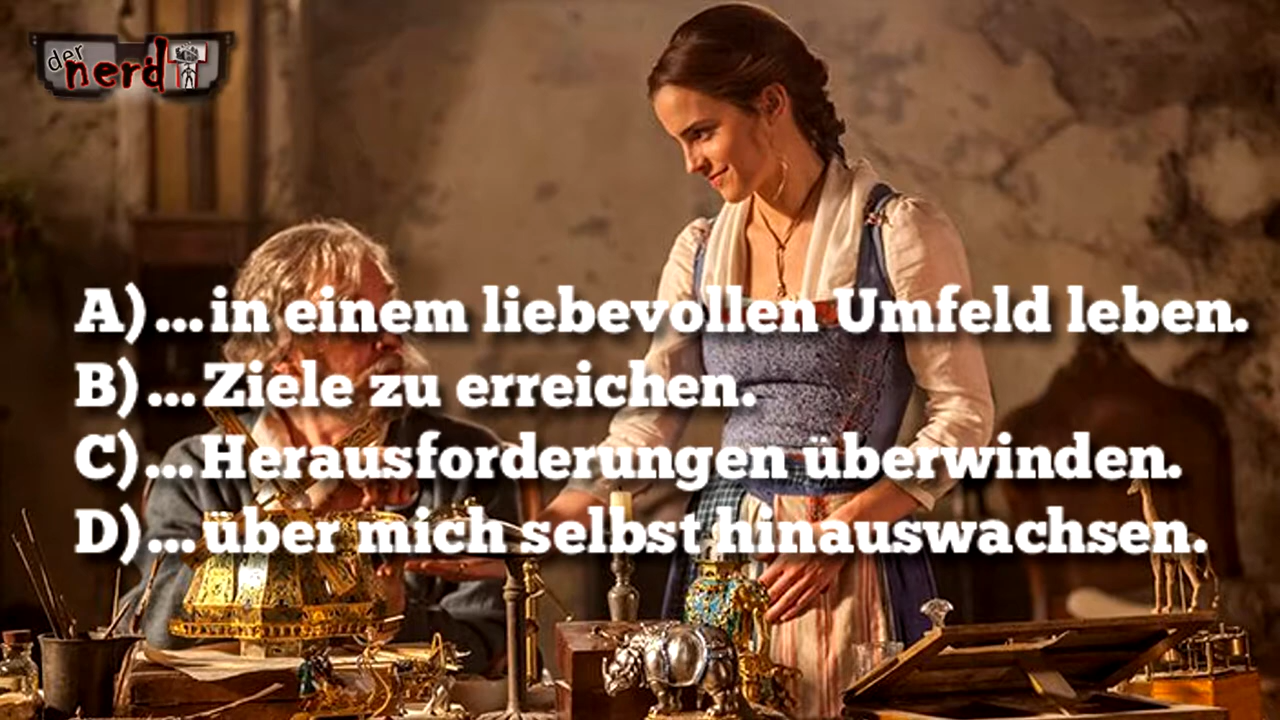 der
nerd
A)...in einem liebevollen Umfeld leben.
B)...Ziele zu erreichen.
C)...Herausforderungen überwinden.
D)...über mich selbst hinauswachsen.